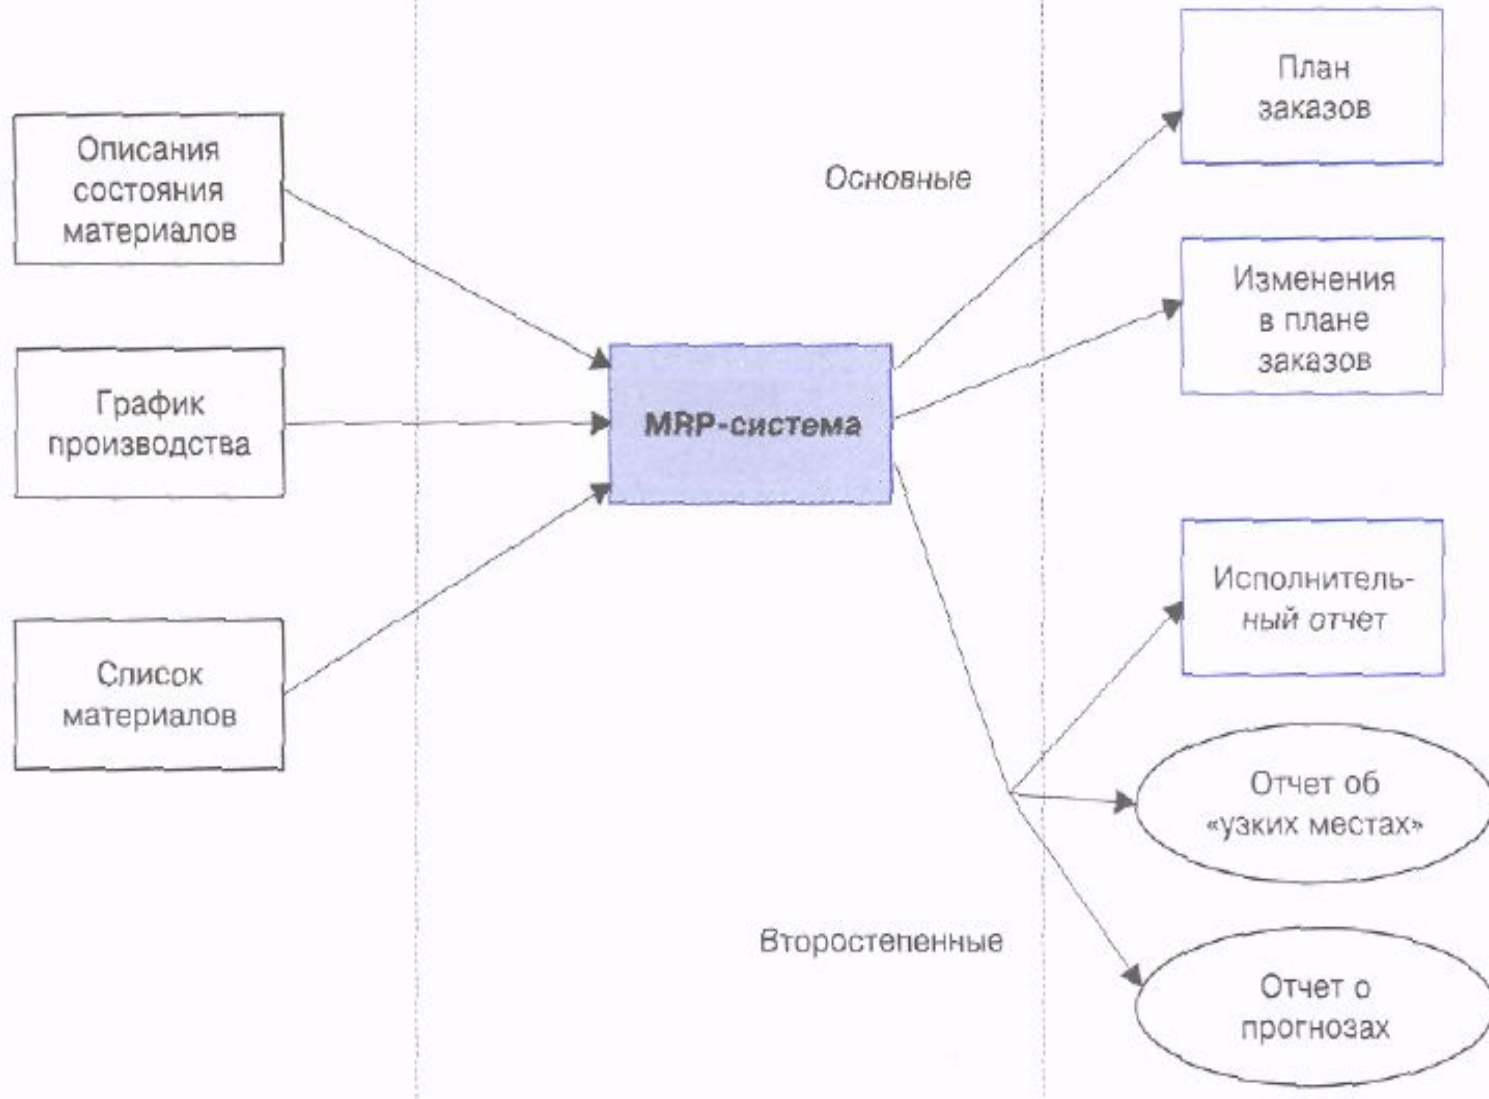 Описания
состояния
материалов
График
производства
Список
материалов
MRP-система
Основные
Второстепенные
План
заказов
Изменения
в плане
заказов
Исполнитель-
ный отчет
Отчет об
«узких местах»
Отчет о
прогнозах